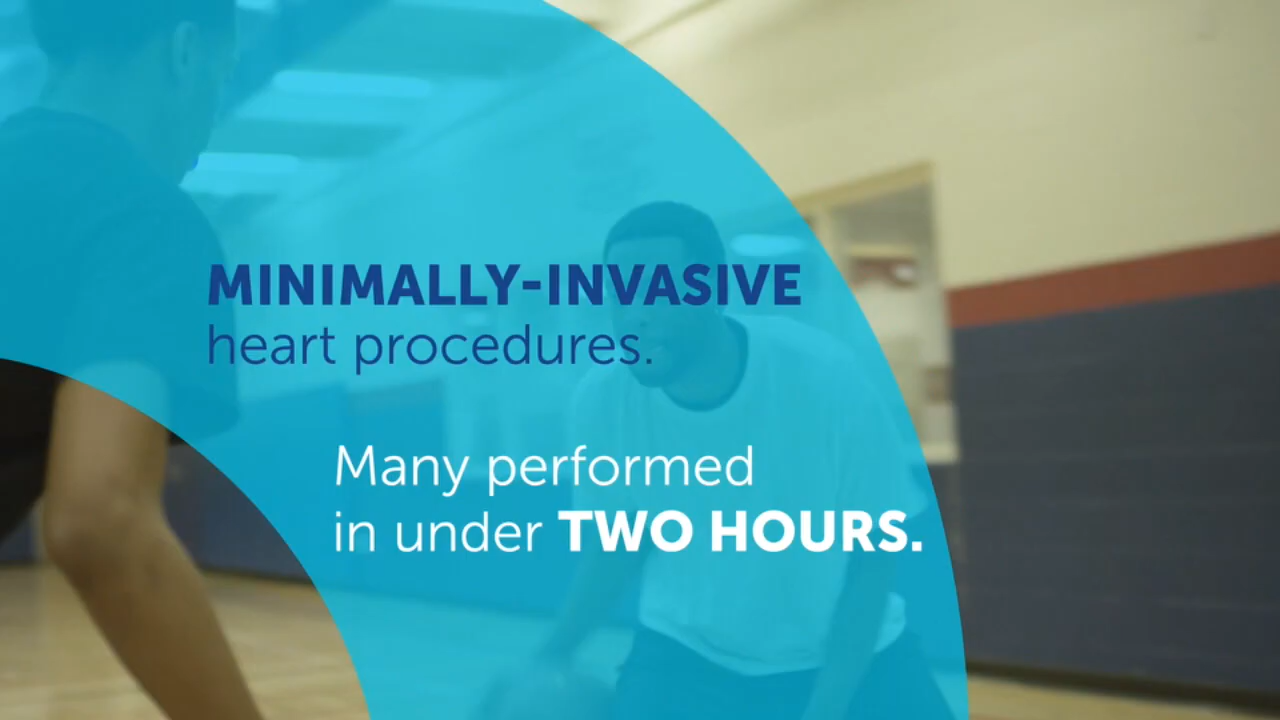 MINIMALLY-INVASIVE
heart procedures.
Many performed
in under TWO HOURS.